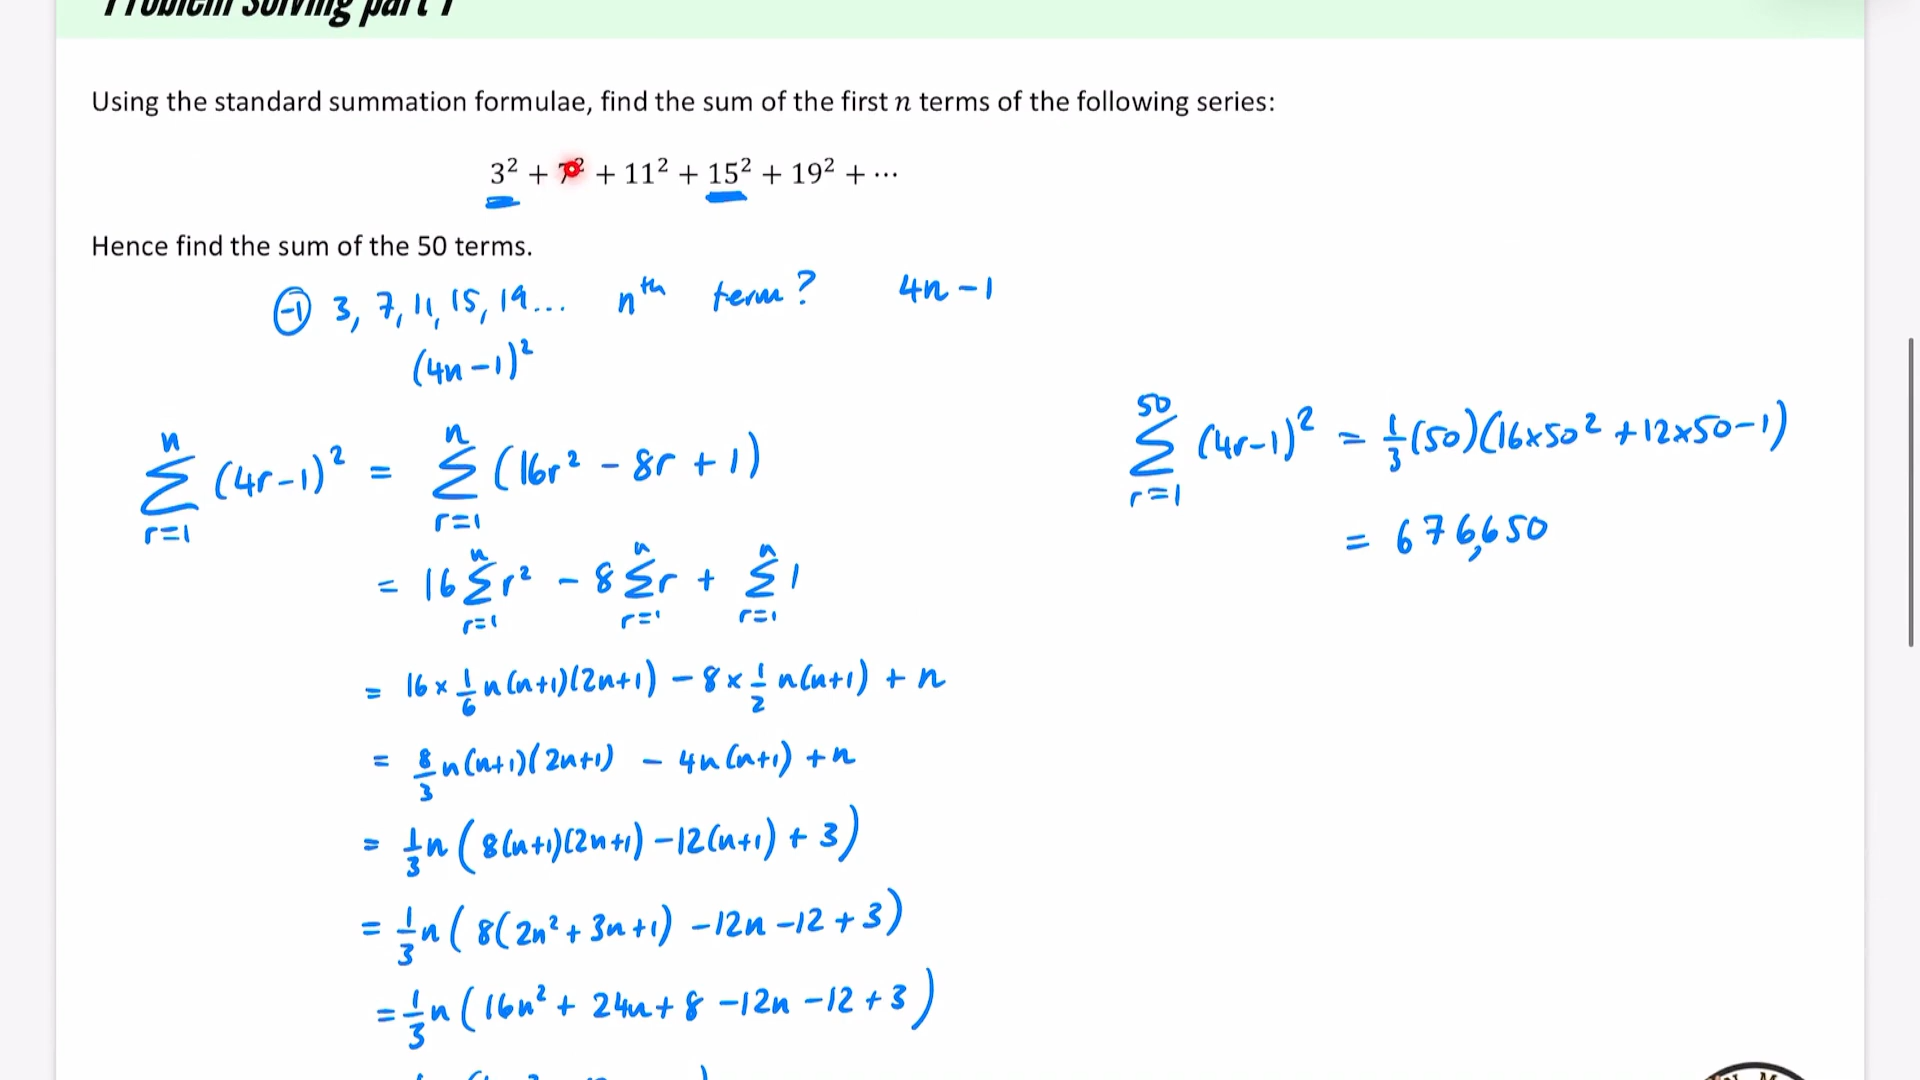 Problem Solving part 1
Using the standard summation formulae, find the sum of the first n terms of the following series:
3² + 7² + 11² + 15² + 19² + ⋯
Hence find the sum of the 50 terms.
-1 3, 7, 11, 15, 19... nᵗʰ term? 4n - 1
(4n - 1)²
n ∑ r=1 (4r-1)² = n ∑ r=1 (16r² - 8r + 1)
= 16 n ∑ r=1 r² - 8 n ∑ r=1 r + n ∑ r=1 1
= 16 × 1/6 n(n+1)(2n+1) - 8 × 1/2 n(n+1) + n
= 8/3 n(n+1)(2n+1) - 4n(n+1) + n
= 1/3 n ( 8(n+1)(2n+1) - 12(n+1) + 3 )
= 1/3 n ( 8(2n² + 3n + 1) - 12n - 12 + 3 )
= 1/3 n ( 16n² + 24n + 8 - 12n - 12 + 3 )
50 ∑ r=1 (4r-1)² = 1/3 (50)(16×50² + 12×50 - 1)
= 676,650